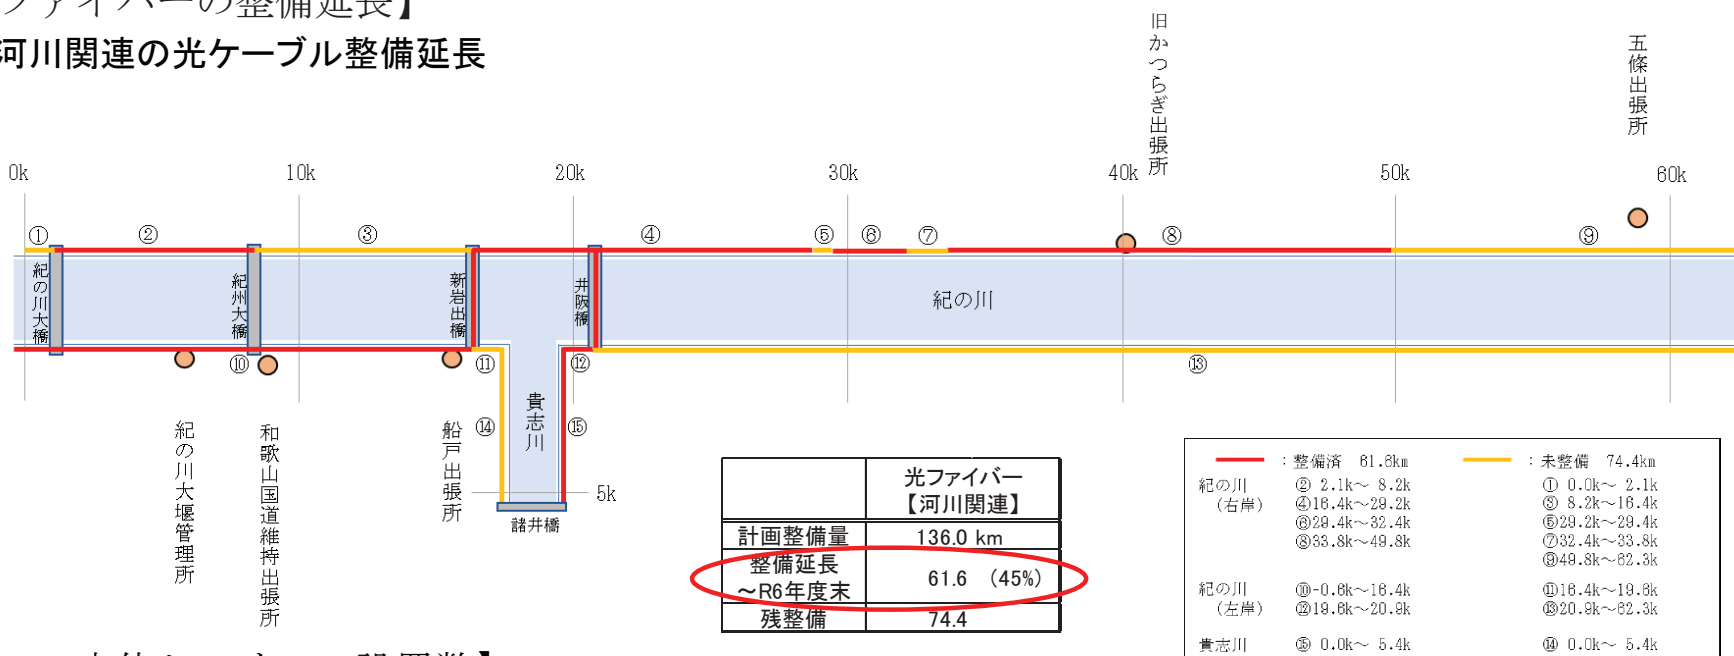 ファイバーの整備延長】
河川関連の光ケーブル整備延長
旧かつらぎ出張所
五條出張所
0k
10k
20k
30k
40k
50k
60k
①
②
③
④
⑤
⑥
⑦
⑧
⑨
紀の川大橋
紀州大橋
新岩出橋
井阪橋
紀の川
⑩
⑪
⑫
⑬
貴志川
⑭
⑮
5k
諸井橋
紀の川大堰管理所
和歌山国道維持出張所
船戸出張所
光ファイバー
【河川関連】
計画整備量 136.0 km
整備延長
～R6年度末 61.6 (45%)
残整備 74.4
：整備済 61.6km ：未整備 74.4km
紀の川 ② 2.1k～ 8.2k ① 0.0k～ 2.1k
(右岸) ④16.4k～29.2k ③ 8.2k～16.4k
⑥29.4k～32.4k ⑤29.2k～29.4k
⑧33.8k～49.8k ⑦32.4k～33.8k
⑨49.8k～62.3k
紀の川 ⑩-0.6k～16.4k ⑪16.4k～19.6k
(左岸) ⑫19.6k～20.9k ⑬20.9k～62.3k
貴志川 ⑮ 0.0k～ 5.4k ⑭ 0.0k～ 5.4k